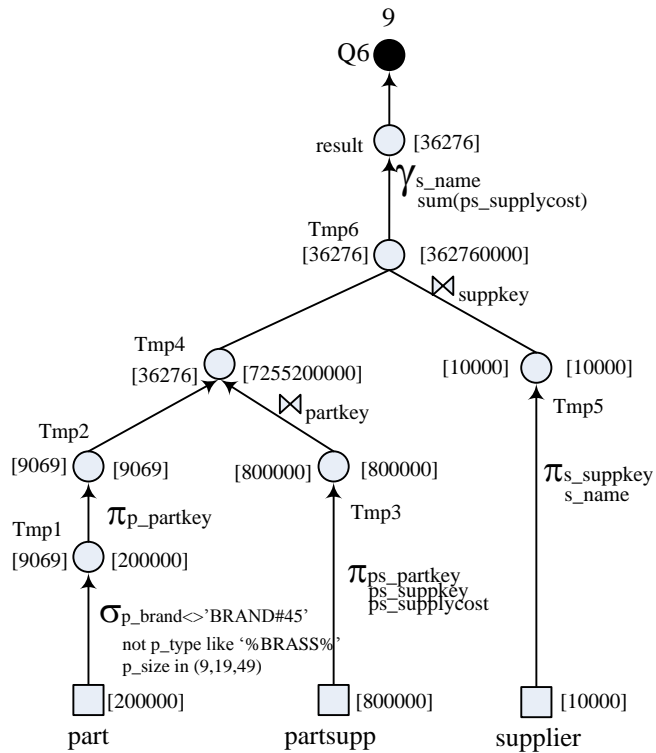 9
Q6
result
[36276]
γs_name
sum(ps_supplycost)
Tmp6
[36276]
[362760000]
⋈ suppkey
Tmp4
[36276]
[7255200000]
[10000]
[10000]
⋈ partkey
Tmp5
Tmp2
[9069]
[9069]
[800000]
[800000]
πs_suppkey
s_name
πp_partkey
Tmp3
Tmp1
[9069]
[200000]
πps_partkey
ps_suppkey
ps_supplycost
σp_brand<>’BRAND#45’
not p_type like ‘%BRASS%’
p_size in (9,19,49)
[200000]
[800000]
[10000]
part
partsupp
supplier